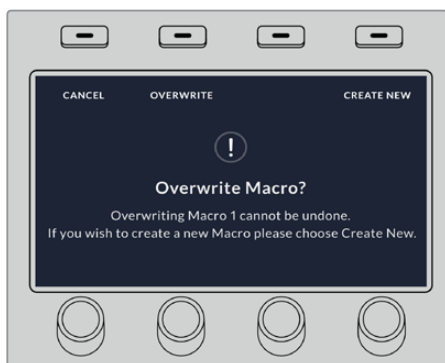 CANCEL OVERWRITE CREATE NEW
!
Overwrite Macro?
Overwriting Macro 1 cannot be undone.
If you wish to create a new Macro please choose Create New.